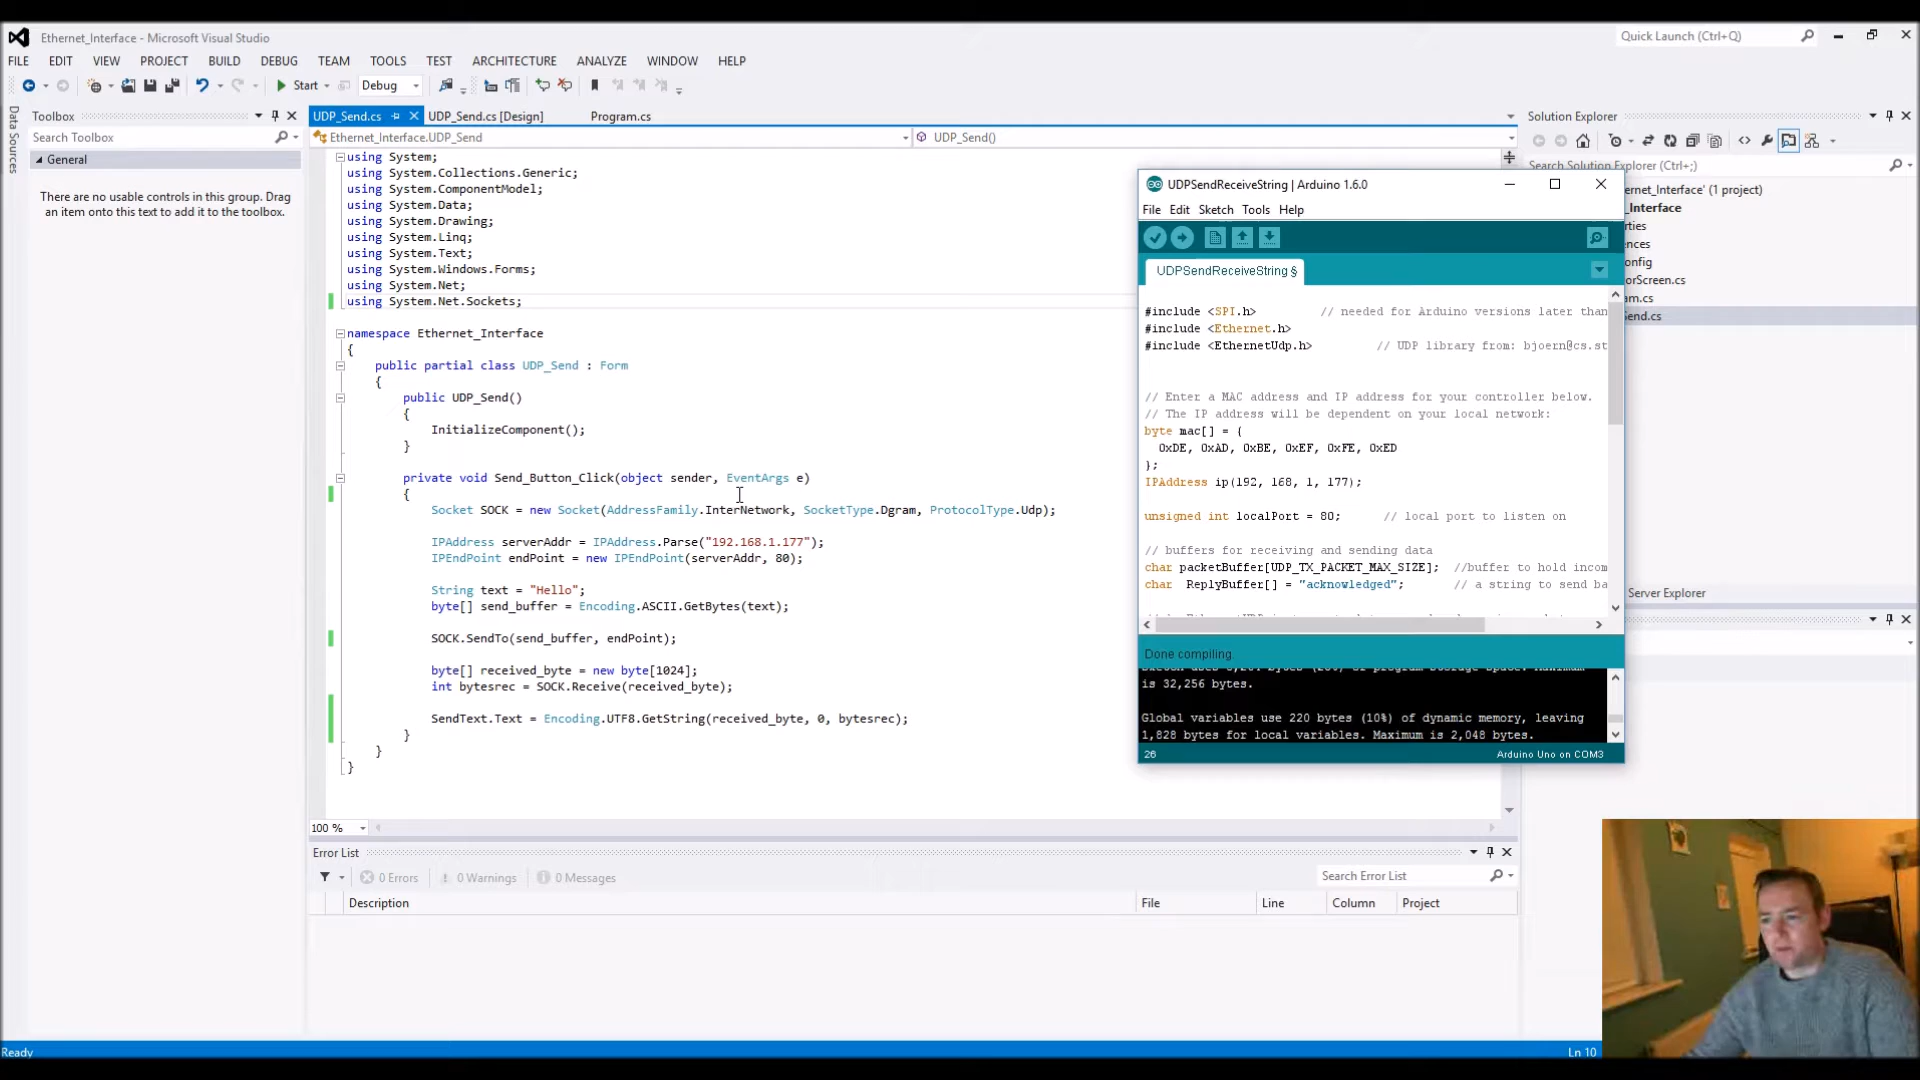 Ethernet_Interface - Microsoft Visual Studio
Quick Launch (Ctrl+Q)
FILE EDIT VIEW PROJECT BUILD DEBUG TEAM TOOLS TEST ARCHITECTURE ANALYZE WINDOW HELP
Start Debug
Data Sources
Toolbox
Search Toolbox
General
There are no usable controls in this group. Drag
an item onto this text to add it to the toolbox.
UDP_Send.cs UDP_Send.cs [Design] Program.cs
Ethernet_Interface.UDP_Send UDP_Send()
using System;
using System.Collections.Generic;
using System.ComponentModel;
using System.Data;
using System.Drawing;
using System.Linq;
using System.Text;
using System.Windows.Forms;
using System.Net;
using System.Net.Sockets;
namespace Ethernet_Interface
{
public partial class UDP_Send : Form
{
public UDP_Send()
{
InitializeComponent();
}
private void Send_Button_Click(object sender, EventArgs e)
{
Socket SOCK = new Socket(AddressFamily.InterNetwork, SocketType.Dgram, ProtocolType.Udp);
IPAddress serverAddr = IPAddress.Parse("192.168.1.177");
IPEndPoint endPoint = new IPEndPoint(serverAddr, 80);
String text = "Hello";
byte[] send_buffer = Encoding.ASCII.GetBytes(text);
SOCK.SendTo(send_buffer, endPoint);
byte[] received_byte = new byte[1024];
int bytesrec = SOCK.Receive(received_byte);
SendText.Text = Encoding.UTF8.GetString(received_byte, 0, bytesrec);
}
}
}
100 %
Error List
0 Errors 0 Warnings 0 Messages
Search Error List
Description File Line Column Project
Ready
Ln 10
Solution Explorer
Search Solution Explorer (Ctrl+;)
ernet_Interface' (1 project)
_Interface
rties
ences
onfig
orScreen.cs
am.cs
Send.cs
Server Explorer
UDPSendReceiveString | Arduino 1.6.0
File Edit Sketch Tools Help
UDPSendReceiveString §
#include <SPI.h> // needed for Arduino versions later than
#include <Ethernet.h>
#include <EthernetUdp.h> // UDP library from: bjoern@cs.st
// Enter a MAC address and IP address for your controller below.
// The IP address will be dependent on your local network:
byte mac[] = {
0xDE, 0xAD, 0xBE, 0xEF, 0xFE, 0xED
};
IPAddress ip(192, 168, 1, 177);
unsigned int localPort = 80; // local port to listen on
// buffers for receiving and sending data
char packetBuffer[UDP_TX_PACKET_MAX_SIZE]; //buffer to hold incom
char ReplyBuffer[] = "acknowledged"; // a string to send ba
Done compiling.
is 32,256 bytes.
Global variables use 220 bytes (10%) of dynamic memory, leaving
1,828 bytes for local variables. Maximum is 2,048 bytes.
26
Arduino Uno on COM3